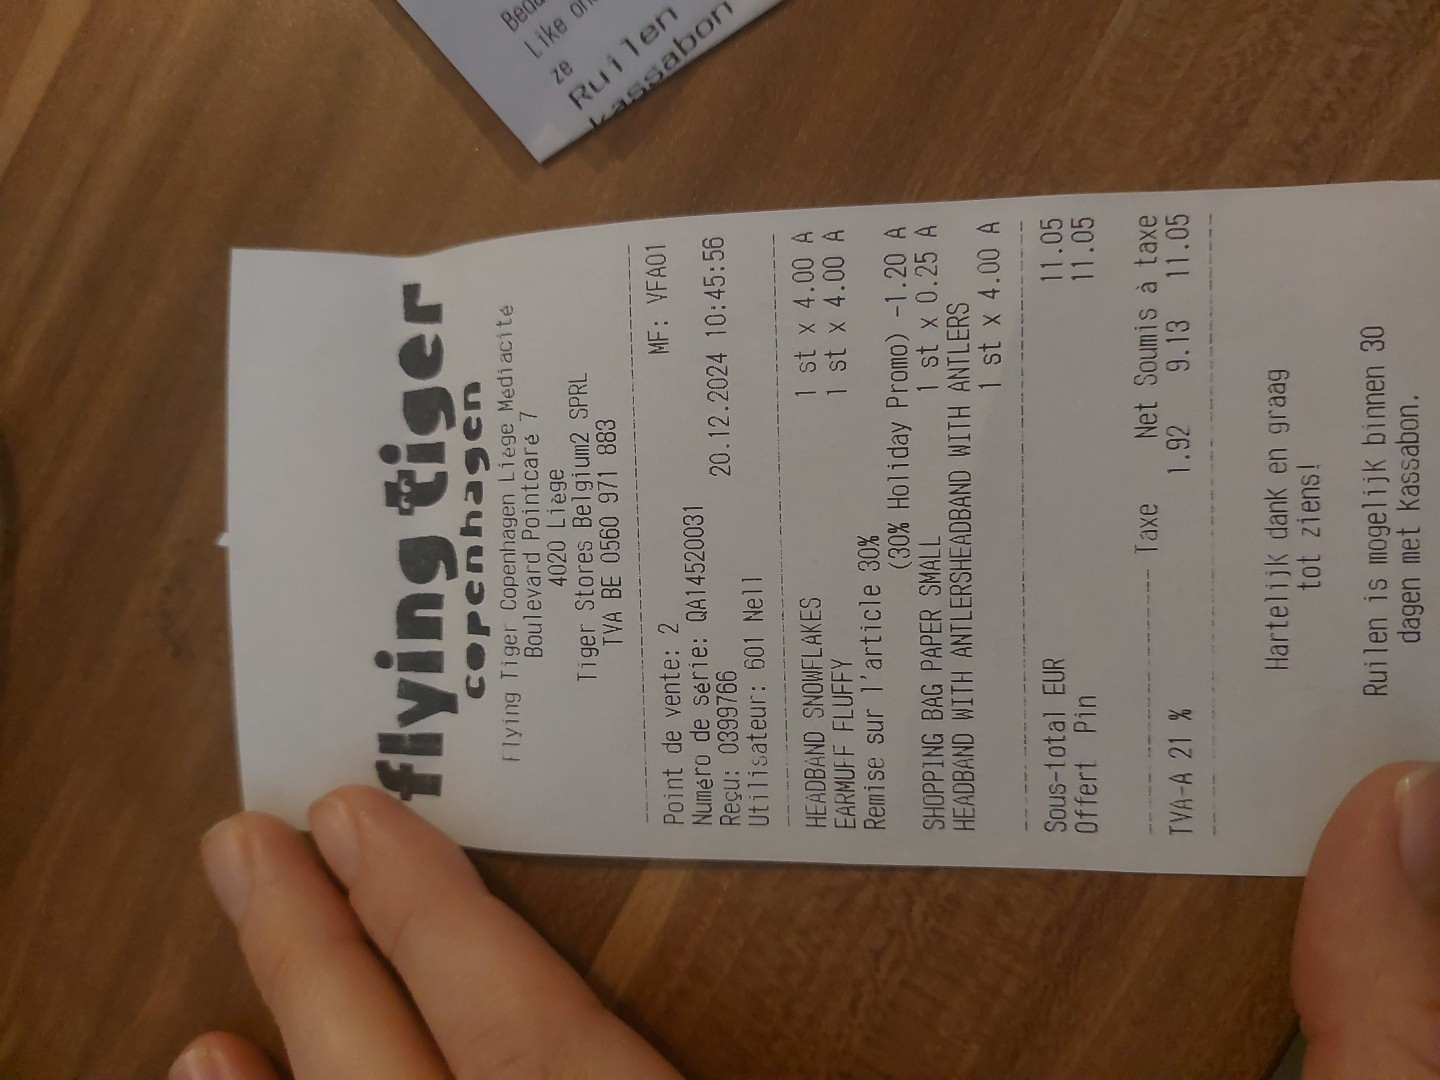 Like on
ze
Ruilen
kassabon
flying tiger
copenhagen
Flying Tiger Copenhagen Liège Médiacité
Boulevard Pointcaré 7
4020 Liège
Tiger Stores Belgium2 SPRL
TVA BE 0560 971 883
Point de vente: 2 MF: VFA01
Numéro de série: QA14520031
Reçu: 0399766 20.12.2024 10:45:56
Utilisateur: 601 Nell
HEADBAND SNOWFLAKES 1 st x 4.00 A
EARMUFF FLUFFY 1 st x 4.00 A
Remise sur l'article 30%
(30% Holiday Promo) -1.20 A
SHOPPING BAG PAPER SMALL 1 st x 0.25 A
HEADBAND WITH ANTLERSHEADBAND WITH ANTLERS
1 st x 4.00 A
Sous-total EUR 11.05
Offert Pin 11.05
Taxe Net Soumis à taxe
TVA-A 21 % 1.92 9.13 11.05
Hartelijk dank en graag
tot ziens!
Ruilen is mogelijk binnen 30
dagen met kassabon.